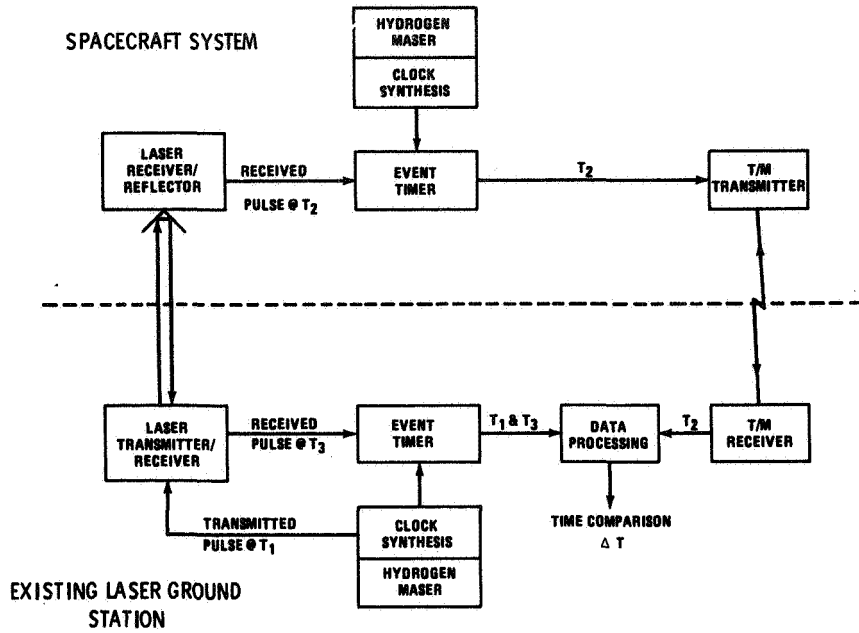 SPACECRAFT SYSTEM
HYDROGEN
MASER
CLOCK
SYNTHESIS
LASER
RECEIVER/
REFLECTOR
RECEIVED
PULSE @ T2
EVENT
TIMER
T2
T/M
TRANSMITTER
LASER
TRANSMITTER/
RECEIVER
RECEIVED
PULSE @ T3
EVENT
TIMER
T1 & T3
DATA
PROCESSING
T2
T/M
RECEIVER
TRANSMITTED
PULSE @ T1
CLOCK
SYNTHESIS
HYDROGEN
MASER
TIME COMPARISON
Δ T
EXISTING LASER GROUND
STATION